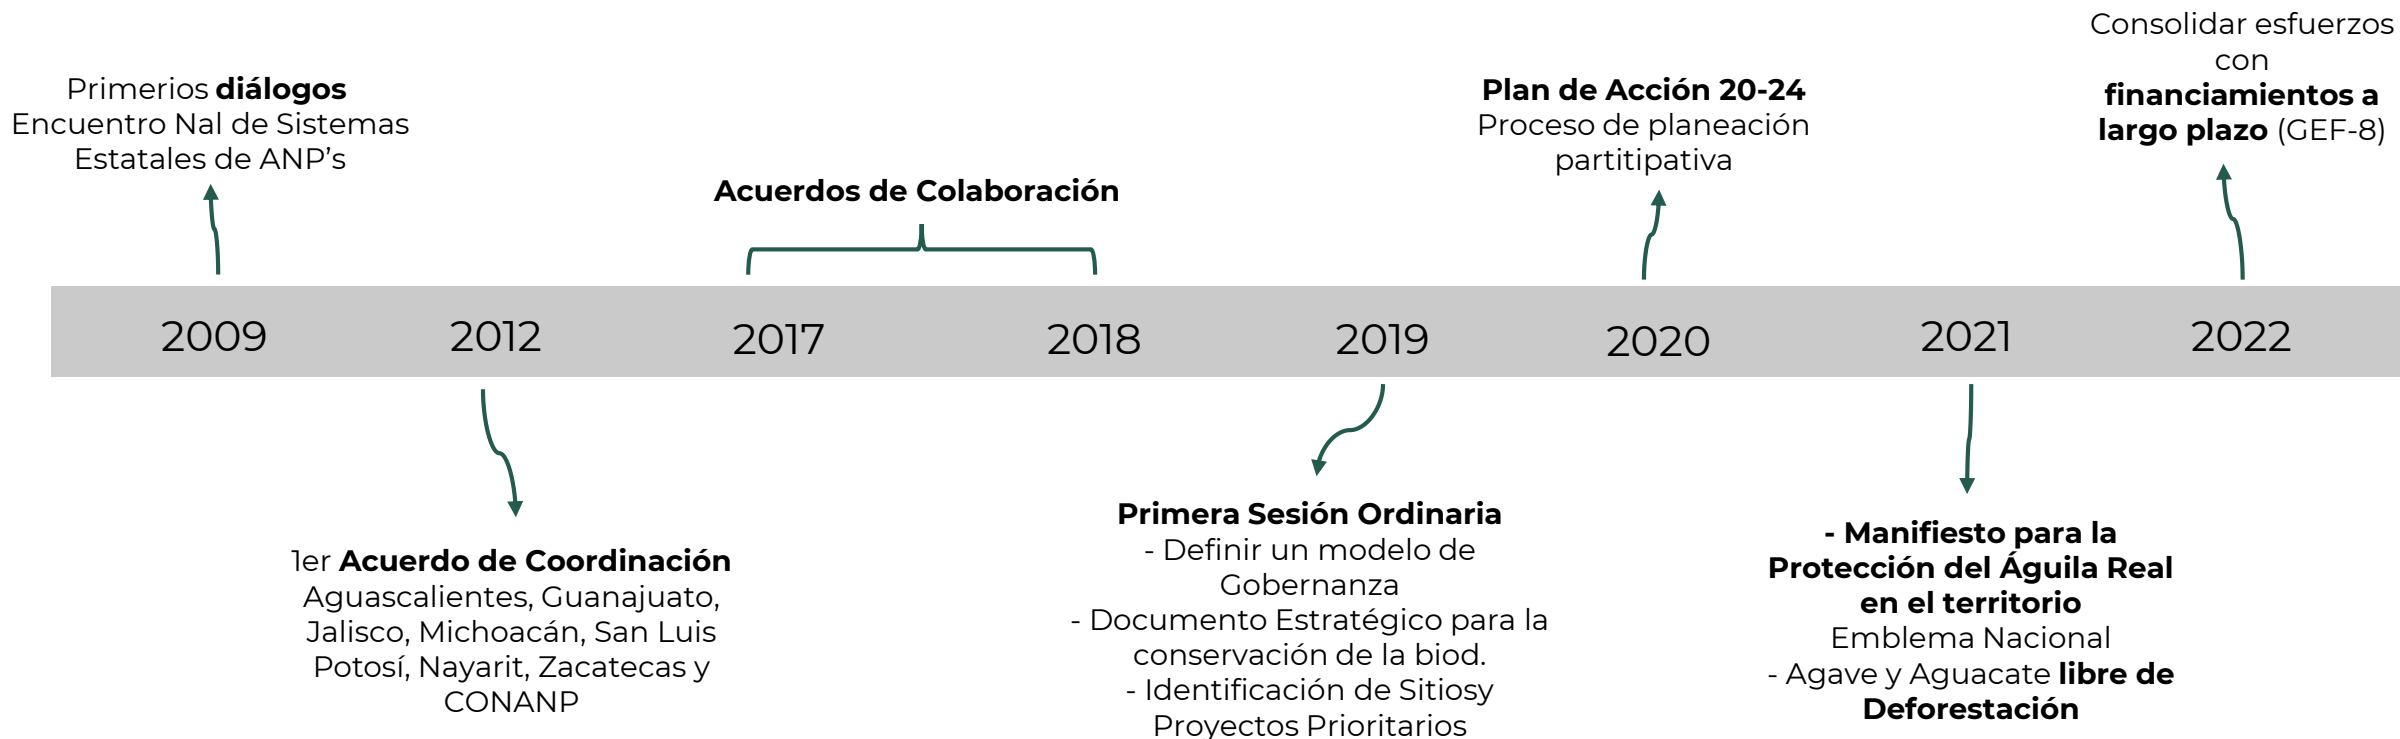 Primerios diálogos
Encuentro Nal de Sistemas
Estatales de ANP's
Acuerdos de Colaboración
Plan de Acción 20-24
Proceso de planeación
partitipativa
Consolidar esfuerzos
con
financiamientos a
largo plazo (GEF-8)
2009
2012
2017
2018
2019
2020
2021
2022
1er Acuerdo de Coordinación
Aguascalientes, Guanajuato,
Jalisco, Michoacán, San Luis
Potosí, Nayarit, Zacatecas y
CONANP
Primera Sesión Ordinaria
- Definir un modelo de
Gobernanza
- Documento Estratégico para la
conservación de la biod.
- Identificación de Sitiosy
Proyectos Prioritarios
- Manifiesto para la
Protección del Águila Real
en el territorio
Emblema Nacional
- Agave y Aguacate libre de
Deforestación